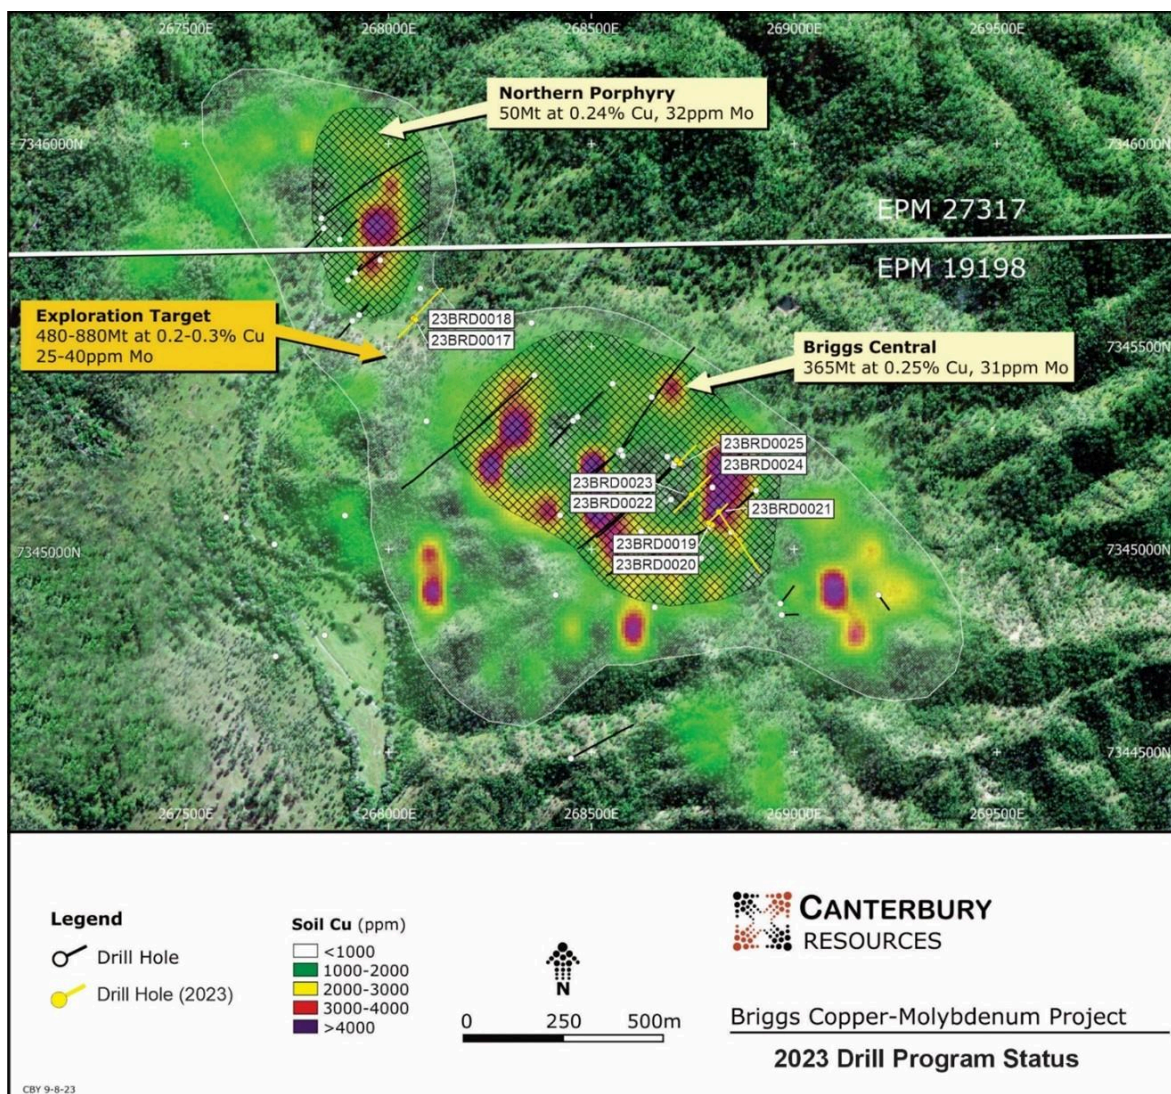 267500E
268000E
268500E
269000E
269500E
Northern Porphyry
50Mt at 0.24% Cu, 32ppm Mo
7346000N
7346000N
EPM 27317
EPM 19198
Exploration Target
480-880Mt at 0.2-0.3% Cu
25-40ppm Mo
23BRD0018
23BRD0017
7345500N
Briggs Central
365Mt at 0.25% Cu, 31ppm Mo
23BRD0025
23BRD0024
23BRD0023
23BRD0022
23BRD0021
23BRD0019
23BRD0020
7345000N
7345000N
7344500N
7344500N
267500E
268000E
268500E
269000E
269500E
Legend
Drill Hole
Drill Hole (2023)
Soil Cu (ppm)
<1000
1000-2000
2000-3000
3000-4000
>4000
N
0 250 500m
CANTERBURY
RESOURCES
Briggs Copper-Molybdenum Project
2023 Drill Program Status
CBY 9-8-23